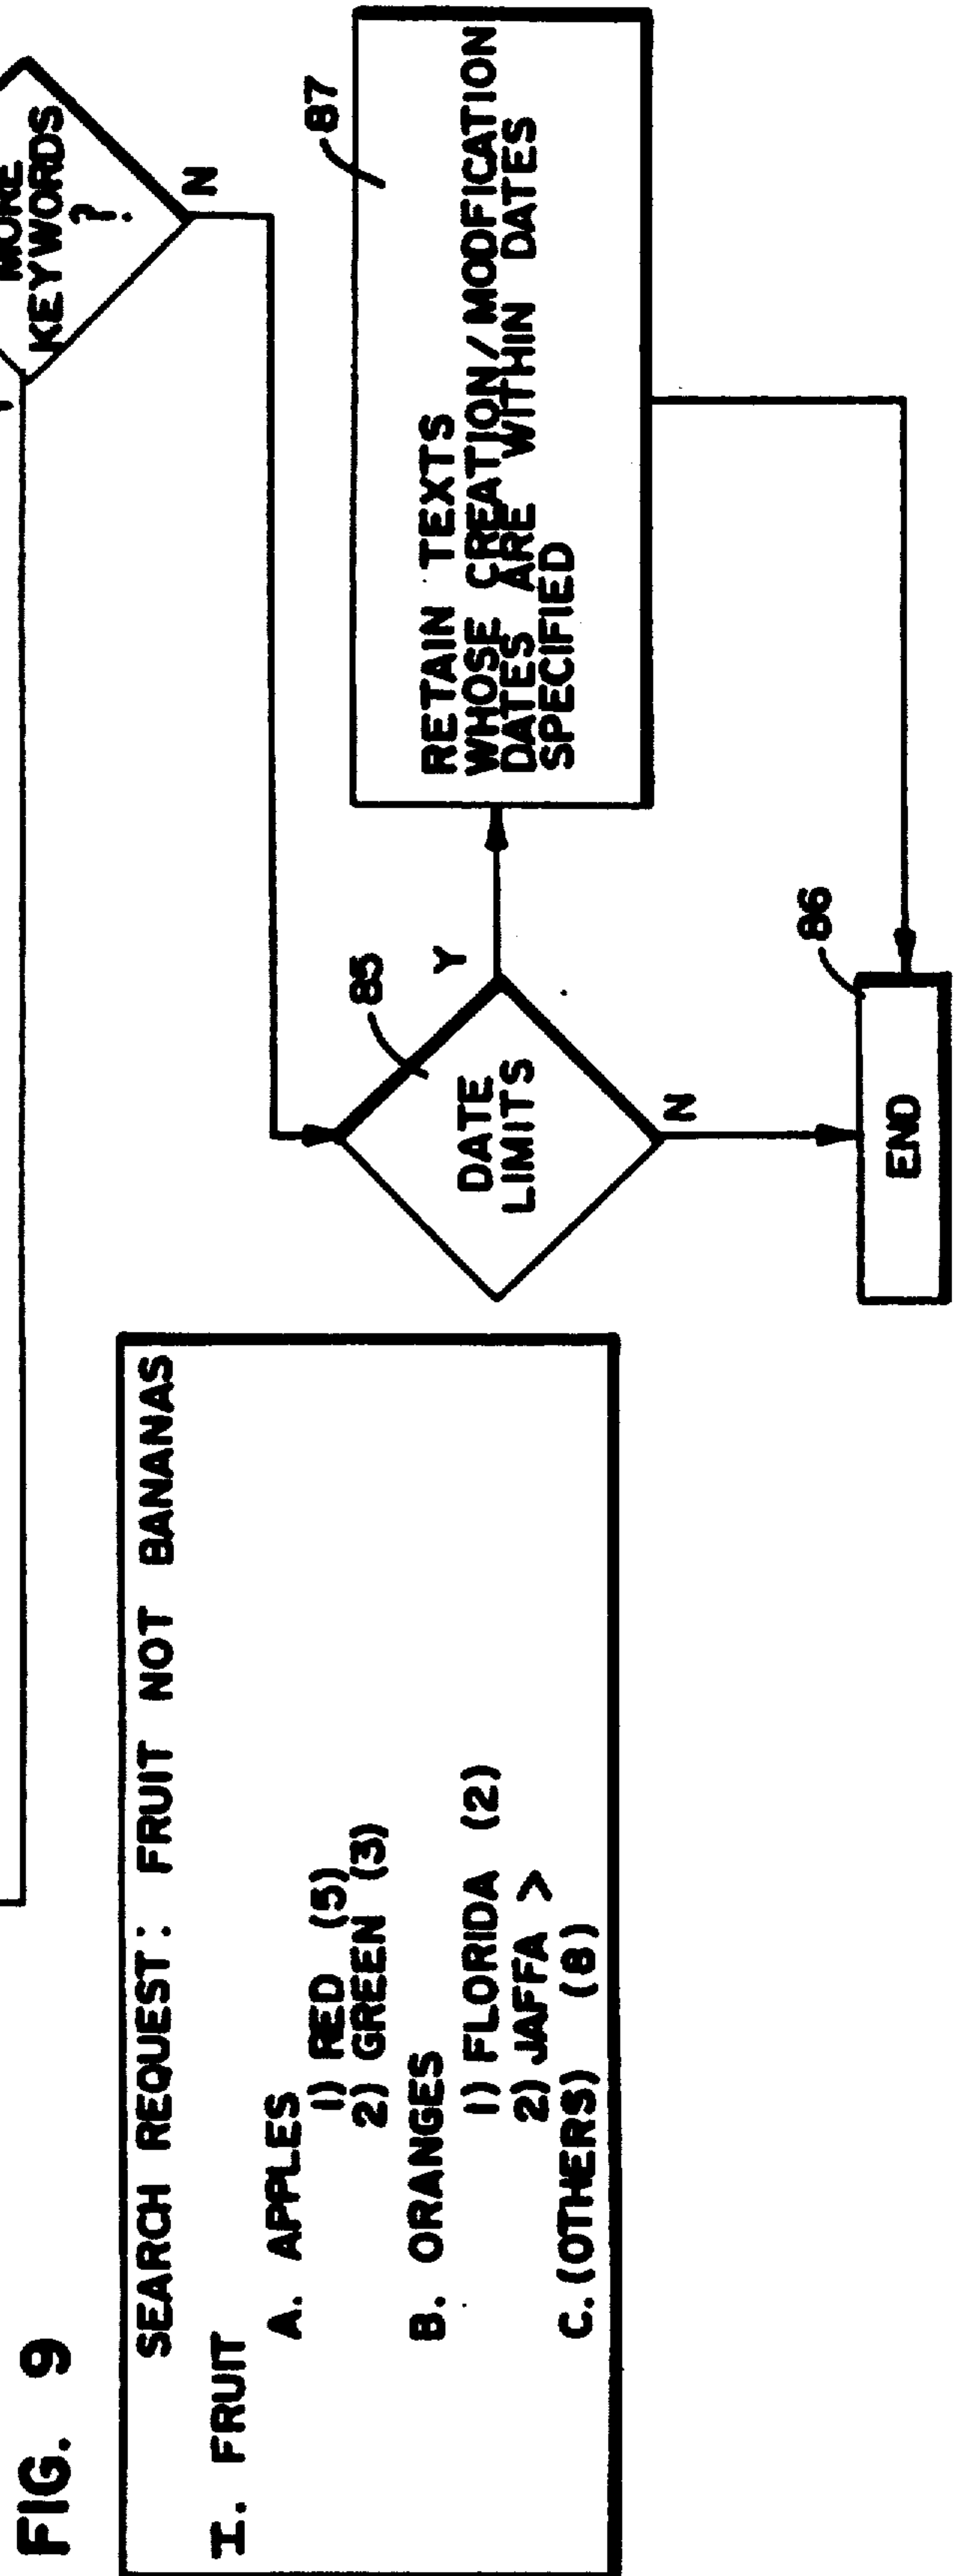 FIG. 9
SEARCH REQUEST: FRUIT NOT BANANAS
I. FRUIT
A. APPLES
1) RED (5)
2) GREEN (3)
B. ORANGES
1) FLORIDA (2)
2) JAFFA >
C. (OTHERS) (8)
MORE
KEYWORDS
?
N
85
DATE
LIMITS
Y
N
87
RETAIN TEXTS
WHOSE CREATION/MODFICATION
DATES ARE WITHIN DATES
SPECIFIED
86
END